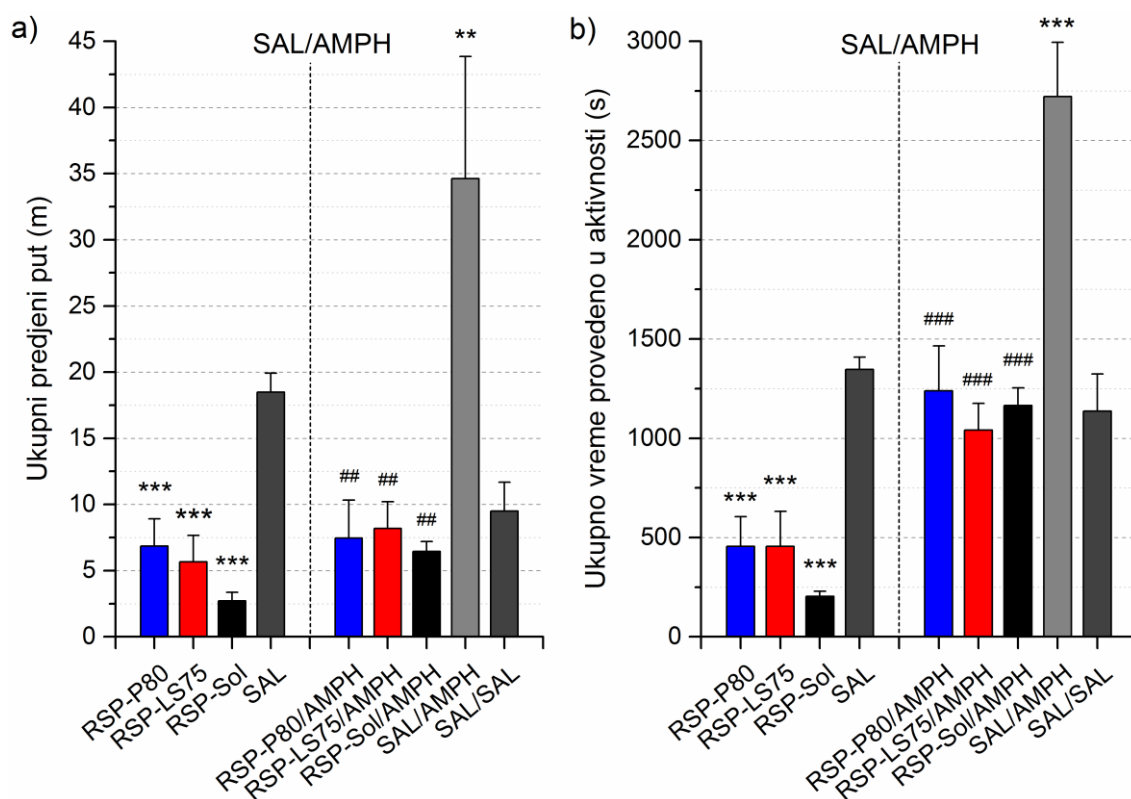 a)
SAL/AMPH
**
45
40
35
30
25
20
15
10
5
0
Ukupni predjeni put (m)
***
***
***
##
##
##
RSP-P80
RSP-LS75
RSP-Sol
SAL
RSP-P80/AMPH
RSP-LS75/AMPH
RSP-Sol/AMPH
SAL/AMPH
SAL/SAL
b)
SAL/AMPH
***
3000
2500
2000
1500
1000
500
0
Ukupno vreme provedeno u aktivnosti (s)
***
***
***
###
###
###
RSP-P80
RSP-LS75
RSP-Sol
SAL
RSP-P80/AMPH
RSP-LS75/AMPH
RSP-Sol/AMPH
SAL/AMPH
SAL/SAL